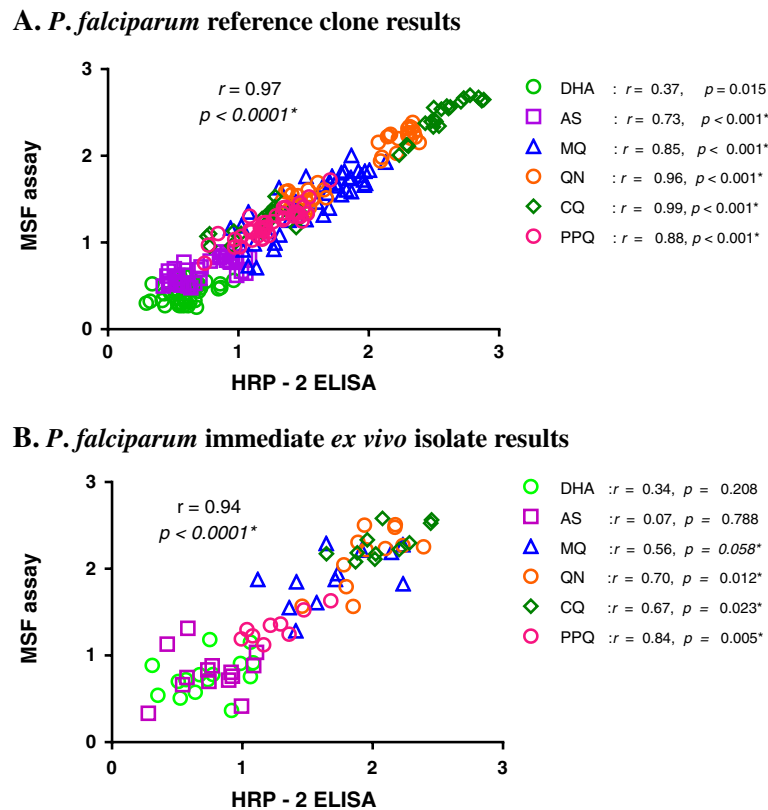 A. P. falciparum reference clone results
r = 0.97
p < 0.0001*
DHA : r = 0.37, p = 0.015
AS : r = 0.73, p <0.001*
MQ : r = 0.85, p < 0.001*
QN : r = 0.96, p <0.001*
CQ : r = 0.99, p <0.001*
PPQ : r = 0.88, p <0.001*
MSF assay
3
2
1
0
0 1 2 3
HRP - 2 ELISA
B. P. falciparum immediate ex vivo isolate results
r = 0.94
p < 0.0001*
DHA :r = 0.34, p = 0.208
AS :r = 0.07, p = 0.788
MQ :r = 0.56, p = 0.058*
QN :r = 0.70, p = 0.012*
CQ :r = 0.67, p = 0.023*
PPQ :r = 0.84, p = 0.005*
MSF assay
3
2
1
0
0 1 2 3
HRP - 2 ELISA